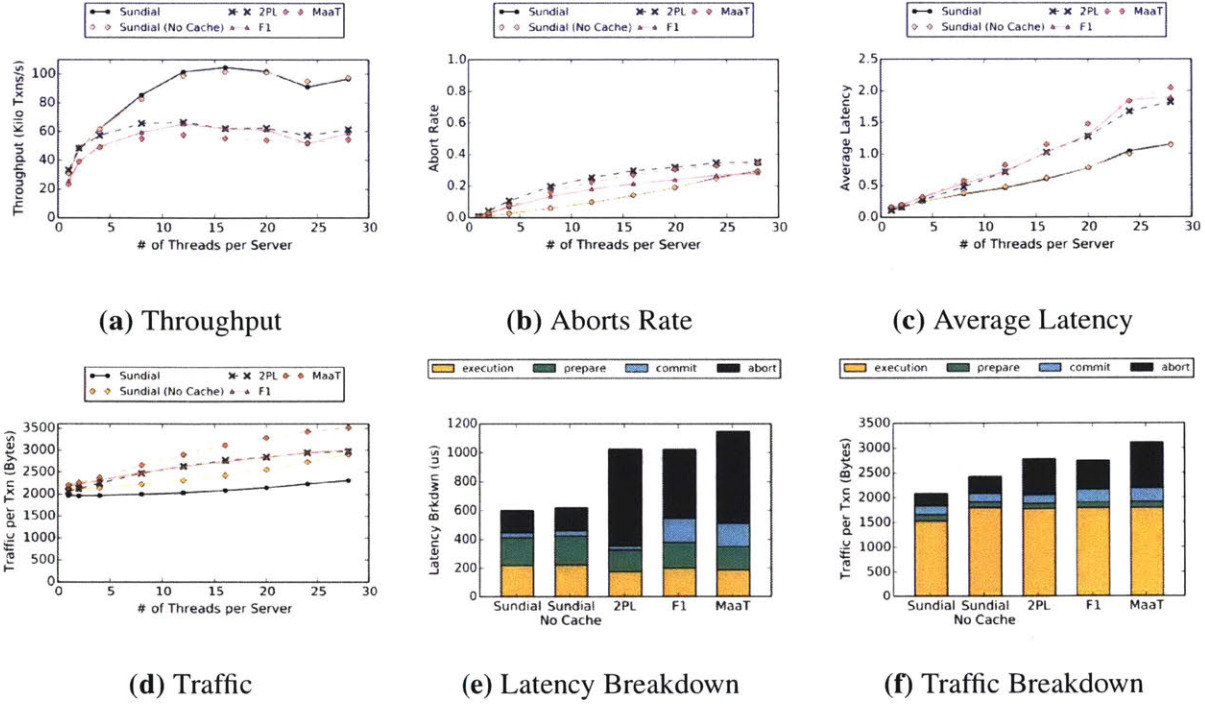 Sundial 2PL MaaT
Sundial (No Cache) F1
Throughput (Kilo Txns/s)
100
80
60
40
20
0
0 5 10 15 20 25 30
# of Threads per Server
(a) Throughput
Sundial 2PL MaaT
Sundial (No Cache) F1
Abort Rate
1.0
0.8
0.6
0.4
0.2
0.0
0 5 10 15 20 25 30
# of Threads per Server
(b) Aborts Rate
Sundial 2PL MaaT
Sundial (No Cache) F1
Average Latency
2.5
2.0
1.5
1.0
0.5
0.0
0 5 10 15 20 25 30
# of Threads per Server
(c) Average Latency
Sundial 2PL MaaT
Sundial (No Cache) F1
Traffic per Txn (Bytes)
3500
3000
2500
2000
1500
1000
500
0
0 5 10 15 20 25 30
# of Threads per Server
(d) Traffic
execution prepare commit abort
Latency Brkdwn (us)
1200
1000
800
600
400
200
0
Sundial Sundial 2PL F1 MaaT
No Cache
(e) Latency Breakdown
execution prepare commit abort
Traffic per Txn (Bytes)
3500
3000
2500
2000
1500
1000
500
0
Sundial Sundial 2PL F1 MaaT
No Cache
(f) Traffic Breakdown